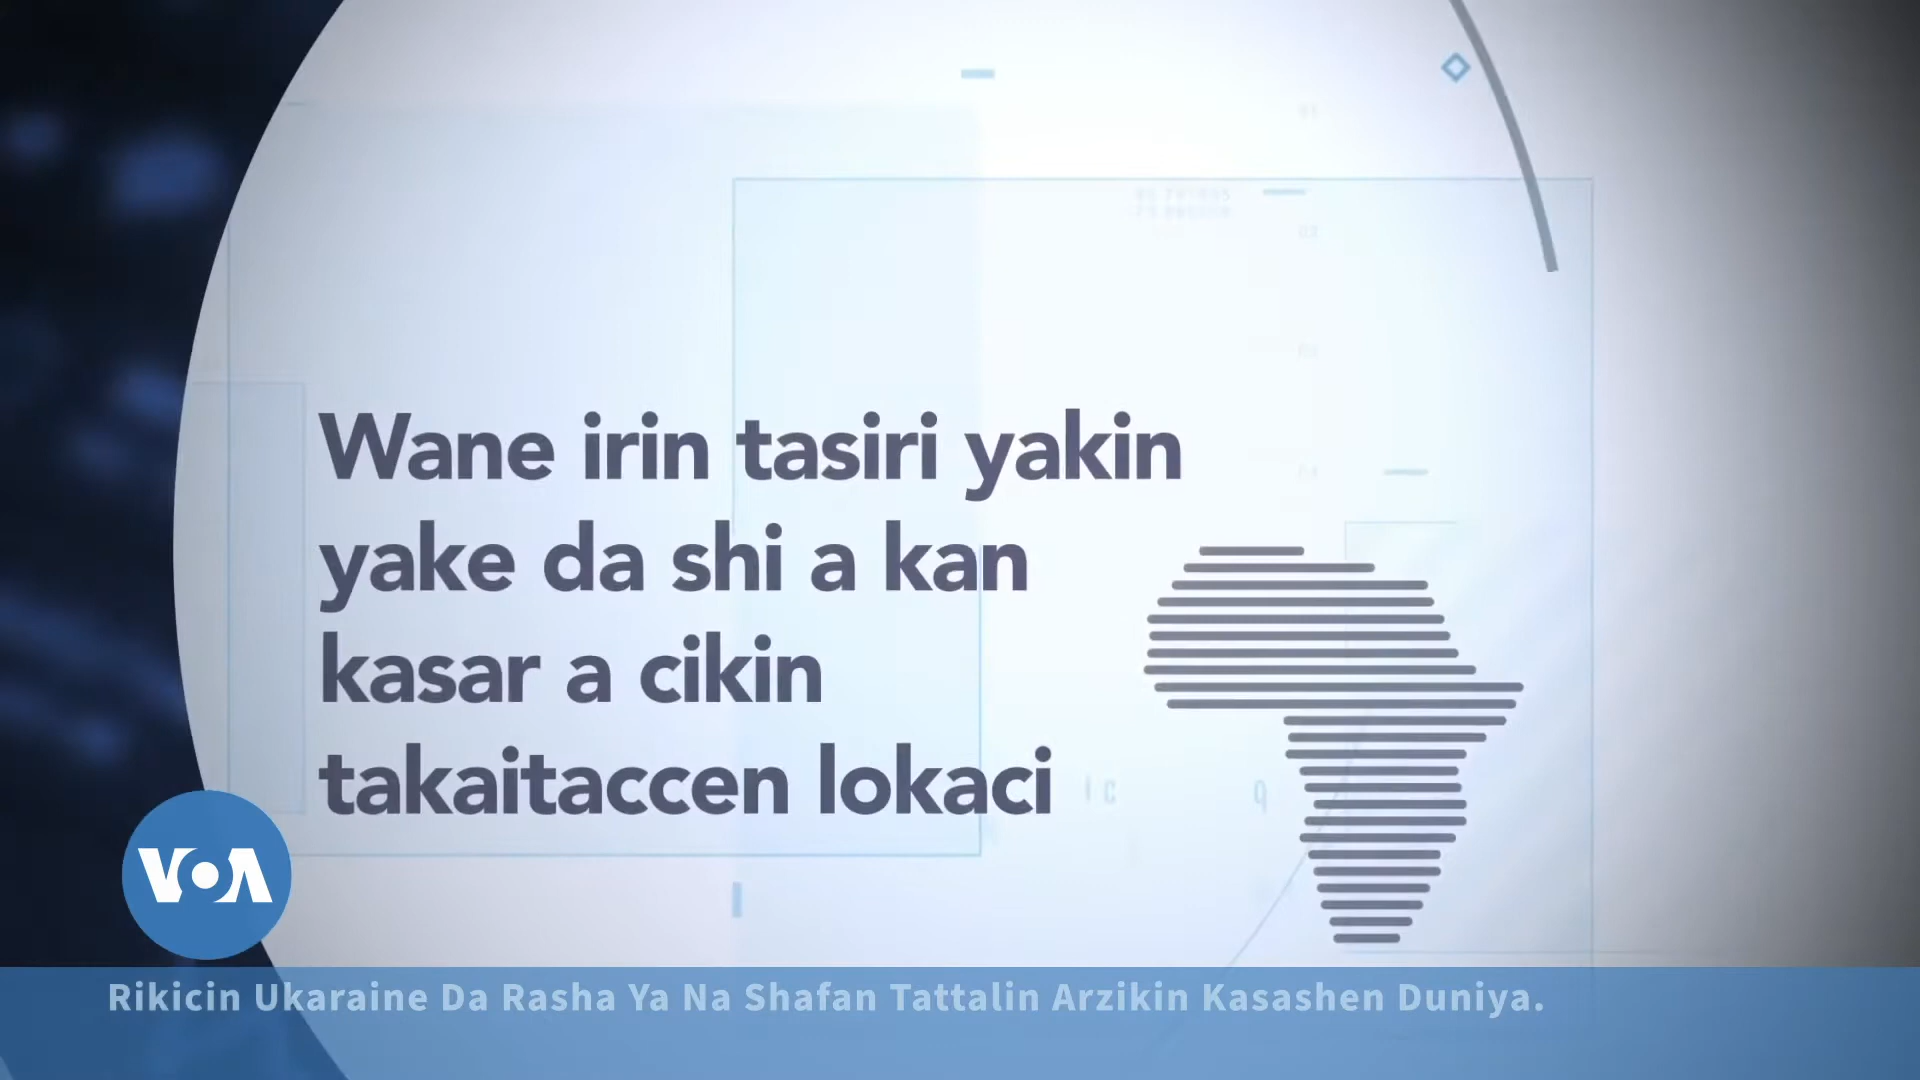 Wane irin tasiri yakin
yake da shi a kan
kasar a cikin
takaitaccen lokaci
VOA
Rikicin Ukaraine Da Rasha Ya Na Shafan Tattalin Arzikin Kasashen Duniya.